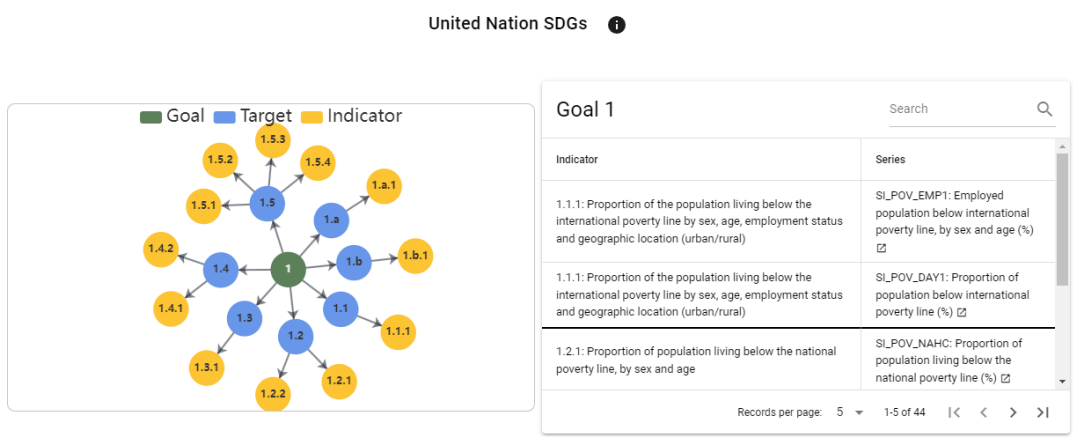 United Nation SDGs
Goal Target Indicator
1.5.3
1.5.2
1.5.4
1.a.1
1.5.1
1.5
1.a
1.4.2
1.b.1
1.4
1
1.b
1.4.1
1.3
1.1
1.1.1
1.2
1.3.1
1.2.1
1.2.2
Goal 1
Search
Indicator
Series
1.1.1: Proportion of the population living below the
international poverty line by sex, age, employment status
and geographic location (urban/rural)
SI_POV_EMP1: Employed
population below international
poverty line, by sex and age (%)
1.1.1: Proportion of the population living below the
international poverty line by sex, age, employment status
and geographic location (urban/rural)
SI_POV_DAY1: Proportion of
population below international
poverty line (%)
1.2.1: Proportion of population living below the national
poverty line, by sex and age
SI_POV_NAHC: Proportion of
population living below the
national poverty line (%)
Records per page: 5 1-5 of 44